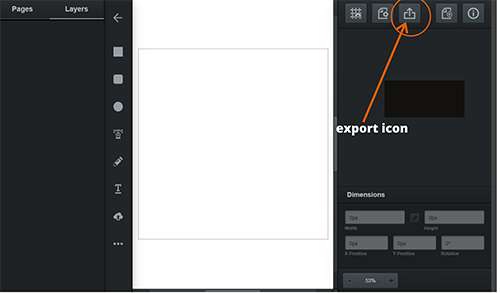 Pages Layers
export icon
Dimensions
0px 0px
Width Height
0px 0px 0°
X Position Y Position Rotation
- 50% +